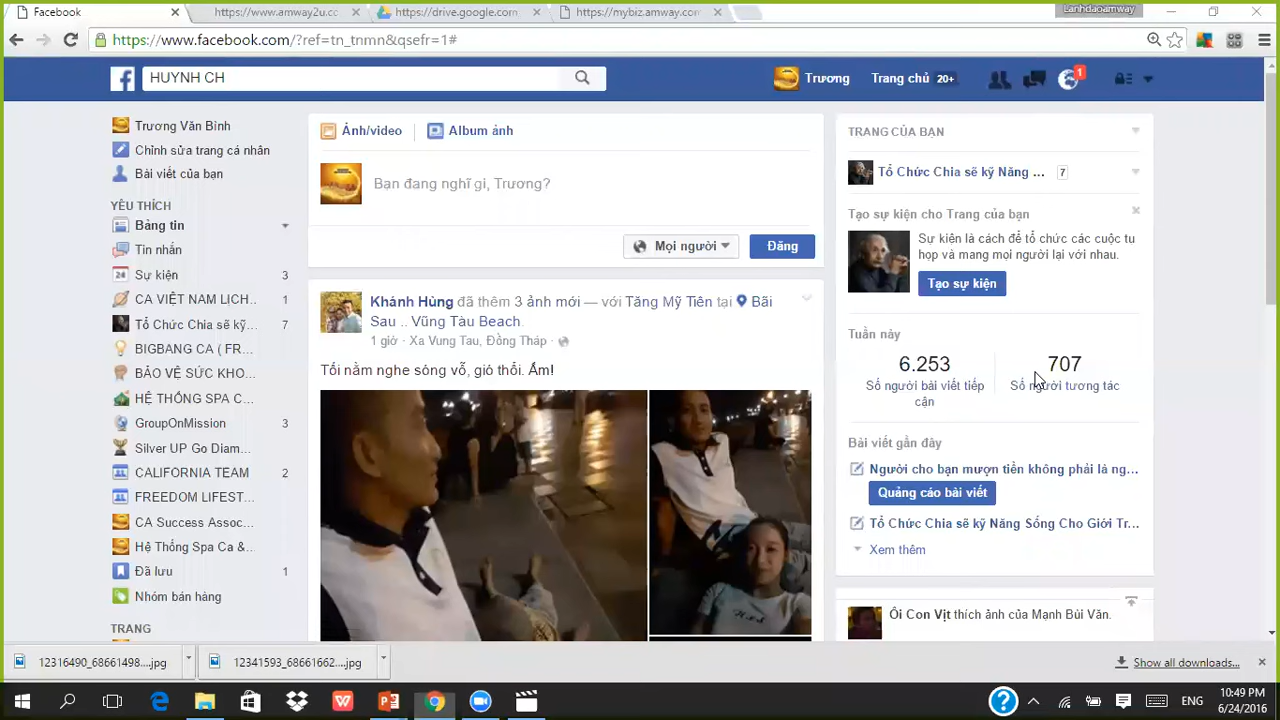 Facebook
https://www.amway2u.c
https://drive.google.com
https://mybiz.amway.com
Lanhdaoamway
https://www.facebook.com/?ref=tn_tnmn&qsefr=1#
HUYNH CH
Trương
Trang chủ 20+
1
Trương Văn Bình
Chỉnh sửa trang cá nhân
Bài viết của bạn
YÊU THÍCH
Bảng tin
Tin nhắn
Sự kiện 3
CA VIỆT NAM LICH.. 1
Tổ Chức Chia sẽ kỹ... 7
BIGBANG CA ( FR...
BẢO VỆ SỨC KHO...
HỆ THỐNG SPA C...
GroupOnMission 3
Silver UP Go Diam...
CALIFORNIA TEAM 2
FREEDOM LIFEST...
CA Success Assoc...
Hệ Thống Spa Ca &...
Đã lưu 1
Nhóm bán hàng
TRANG
Ảnh/video
Album ảnh
Bạn đang nghĩ gì, Trương?
Mọi người
Đăng
Khánh Hùng đã thêm 3 ảnh mới — với Tăng Mỹ Tiên tại Bãi
Sau .. Vũng Tàu Beach.
1 giờ · Xa Vung Tau, Đồng Tháp ·
Tối nằm nghe sóng vỗ, gió thổi. Ấm!
TRANG CỦA BẠN
Tổ Chức Chia sẽ kỹ Năng ... 7
Tạo sự kiện cho Trang của bạn
Sự kiện là cách để tổ chức các cuộc tụ
họp và mang mọi người lại với nhau.
Tạo sự kiện
Tuần này
6.253
Số người bài viết tiếp
cận
707
Số người tương tác
Bài viết gần đây
Người cho bạn mượn tiền không phải là ng...
Quảng cáo bài viết
Tổ Chức Chia sẽ kỹ Năng Sống Cho Giới Tr...
Xem thêm
Ôi Con Vịt thích ảnh của Mạnh Bùi Văn.
12316490_68661498....jpg
12341593_68661662....jpg
Show all downloads...
ENG
10:49 PM
6/24/2016